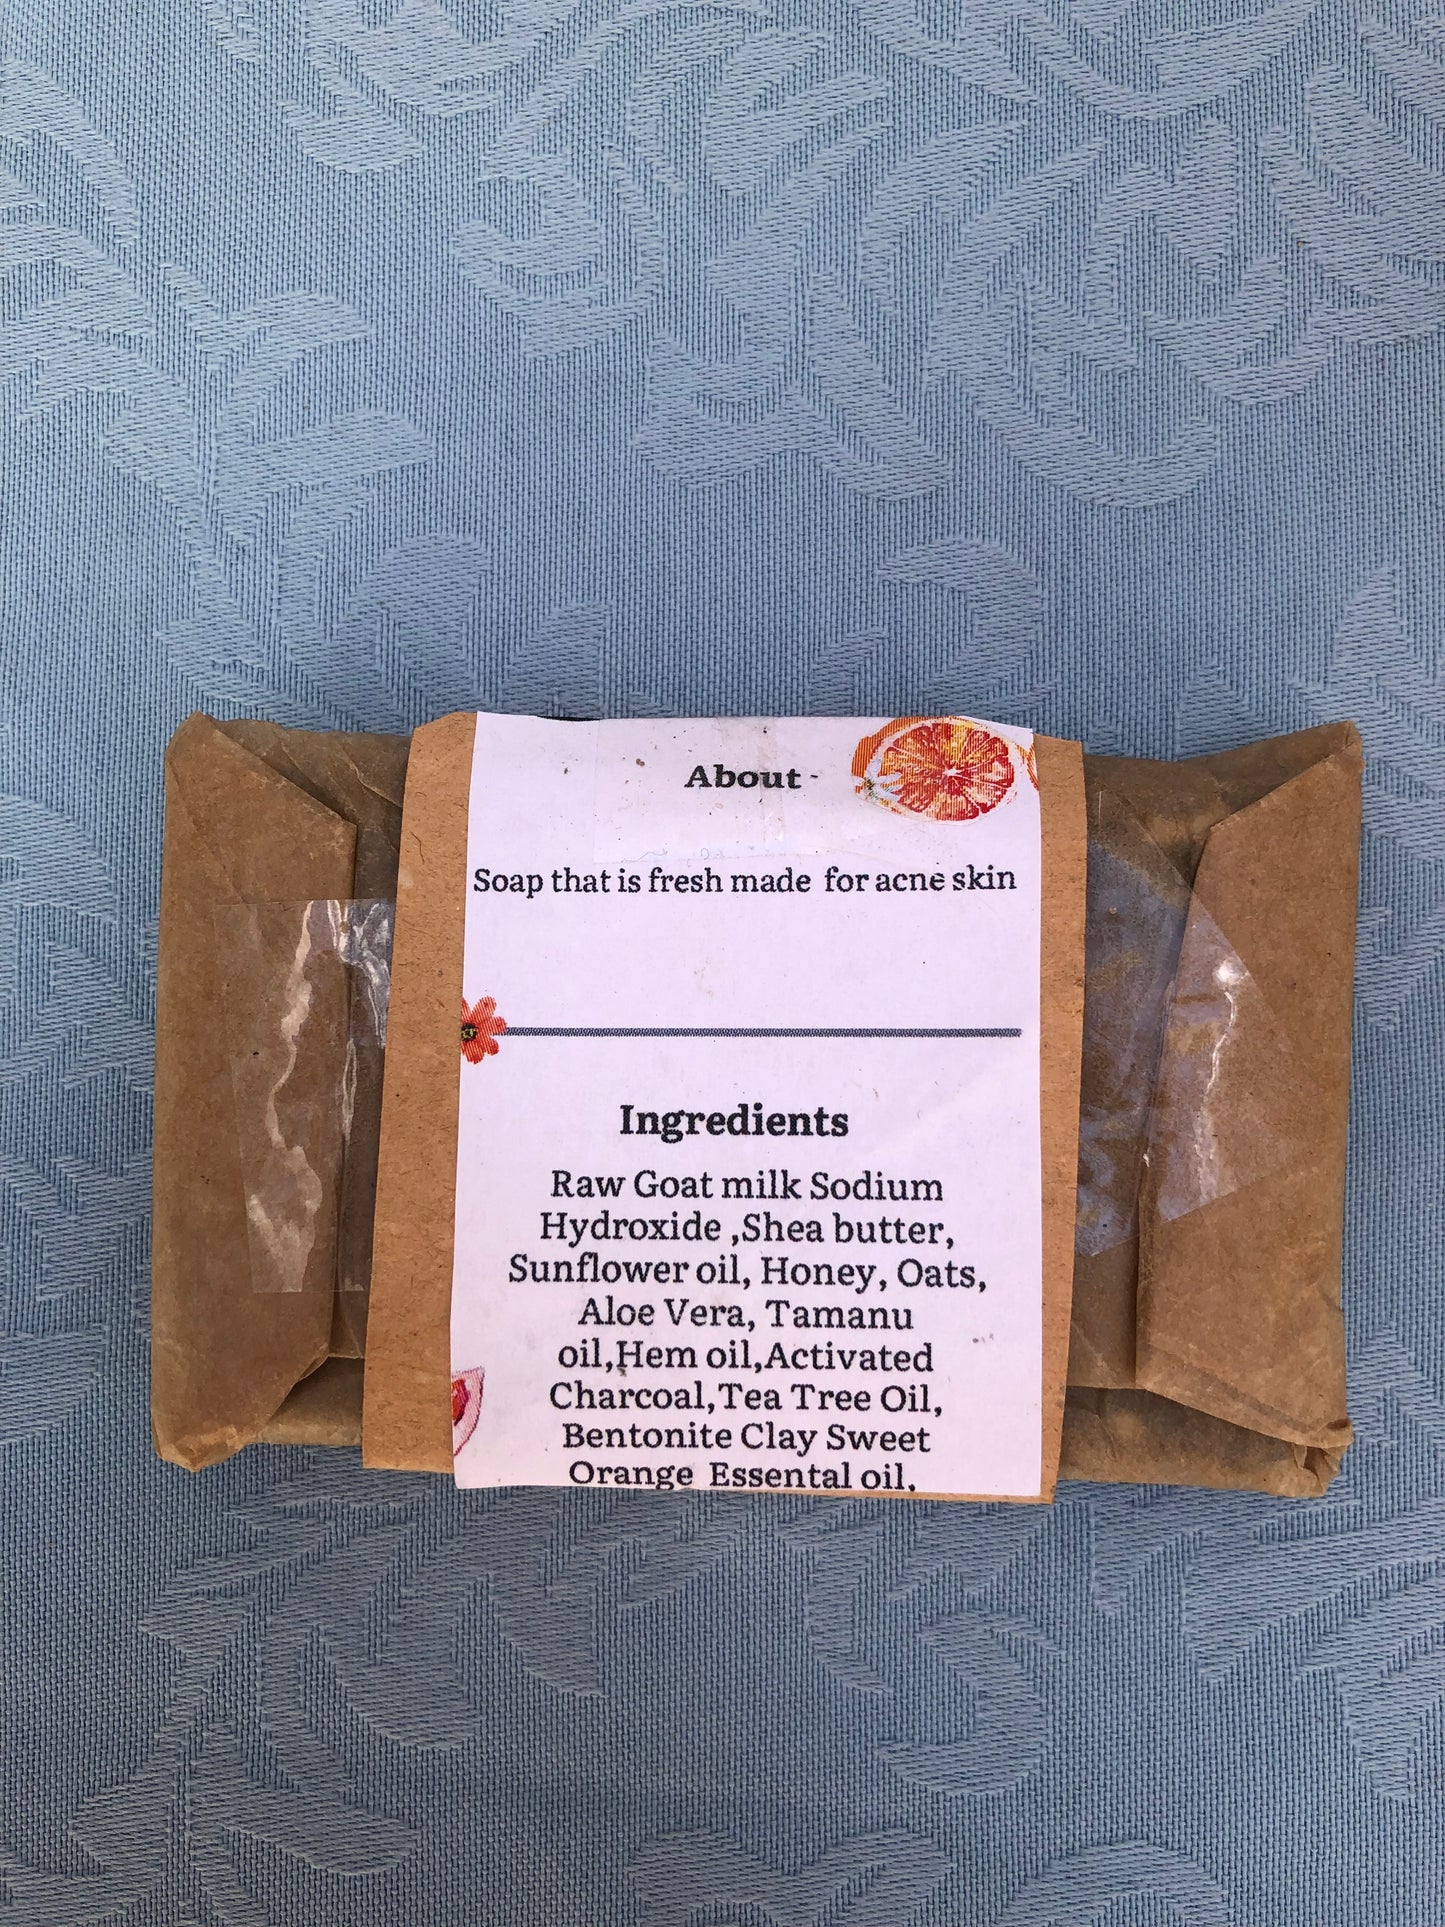 About -
Soap that is fresh made for acne skin
Ingredients
Raw Goat milk Sodium
Hydroxide ,Shea butter,
Sunflower oil, Honey, Oats,
Aloe Vera, Tamanu
oil,Hem oil,Activated
Charcoal,Tea Tree Oil,
Bentonite Clay Sweet
Orange Essental oil,